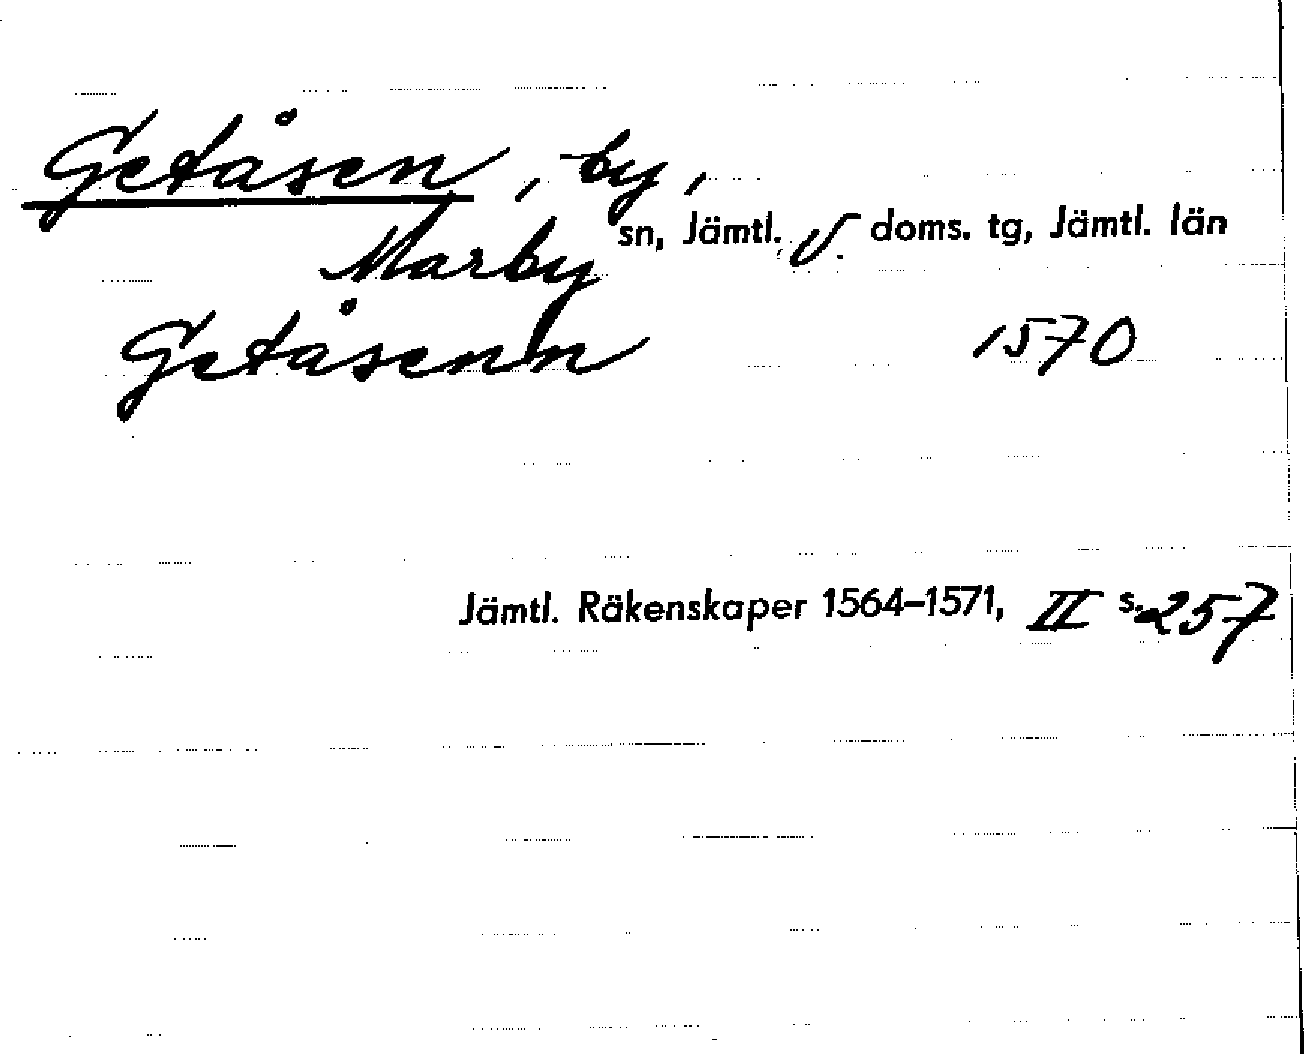 Getåsen, by,
Marby sn, Jämtl. v. doms. tg, Jämtl. län
Getåsenn 1570
Jämtl. Räkenskaper 1564–1571, II s. 257